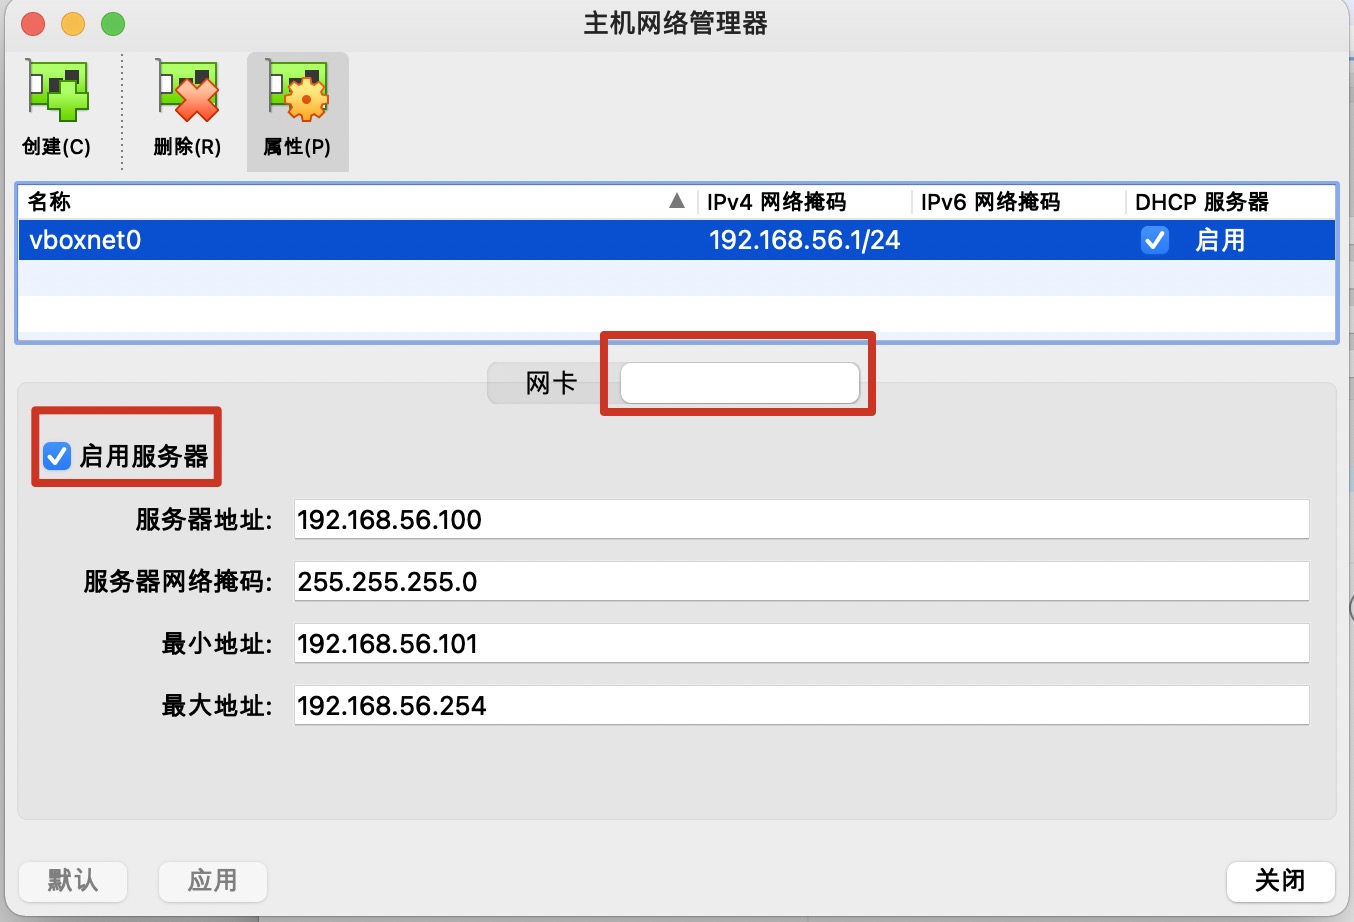 主机网络管理器
创建(C) 删除(R) 属性(P)
名称 IPv4 网络掩码 IPv6 网络掩码 DHCP 服务器
vboxnet0 192.168.56.1/24 启用
网卡
启用服务器
服务器地址: 192.168.56.100
服务器网络掩码: 255.255.255.0
最小地址: 192.168.56.101
最大地址: 192.168.56.254
默认 应用 关闭